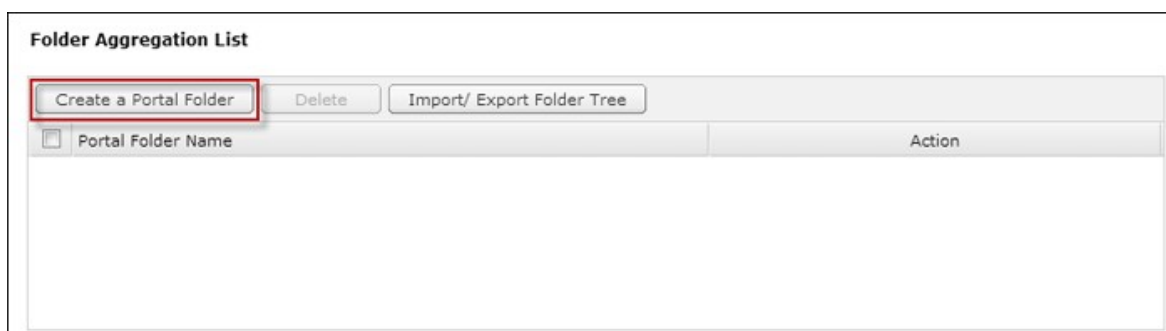 Folder Aggregation List
Create a Portal Folder Delete Import/ Export Folder Tree
Portal Folder Name Action